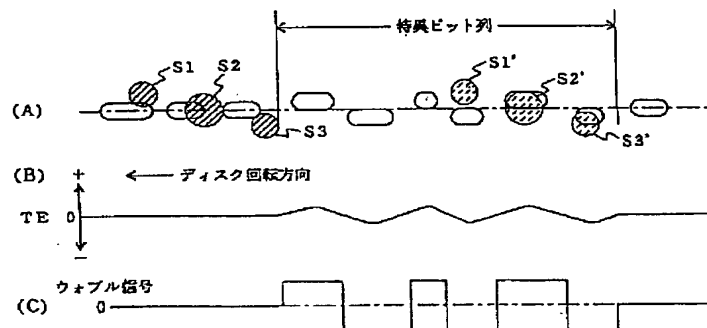 特異ピット列
S1
S2
S1'
S2'
(A)
S3
S3'
(B)
+
ディスク回転方向
TE
0
−
ウォブル信号
(C)
0